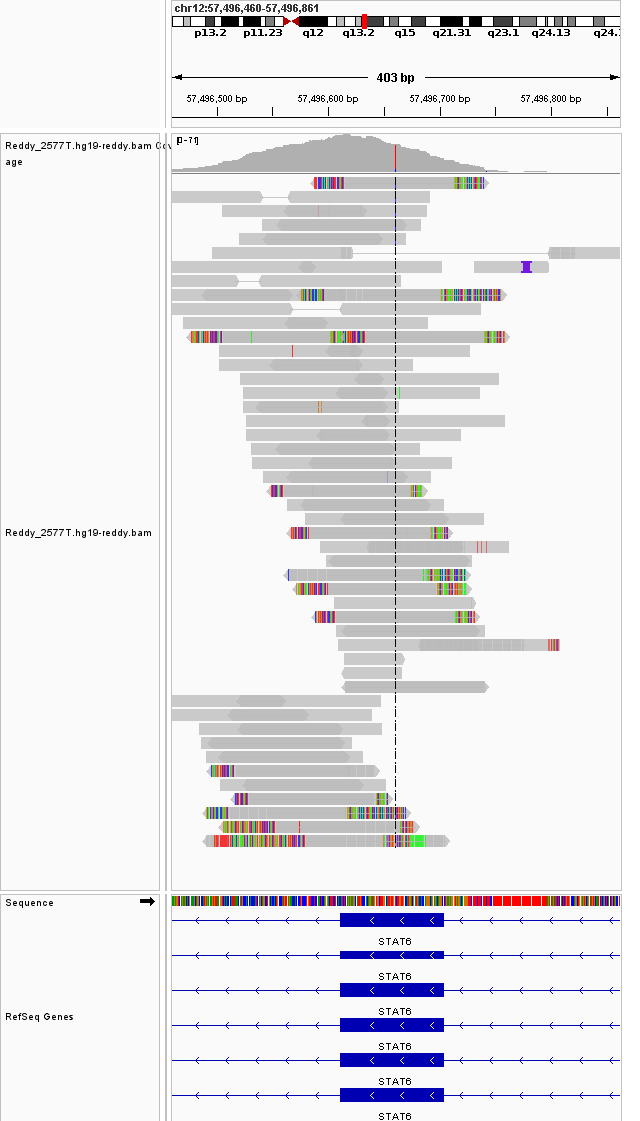 chr12:57,496,460-57,496,861
p13.2 p11.23 q12 q13.2 q15 q21.31 q23.1 q24.13 q24.
403 bp
57,496,500 bp 57,496,600 bp 57,496,700 bp 57,496,800 bp
Reddy_2577T.hg19-reddy.bam Cov
age
[0-71]
Reddy_2577T.hg19-reddy.bam
Sequence
STAT6
STAT6
STAT6
RefSeq Genes
STAT6
STAT6
STAT6